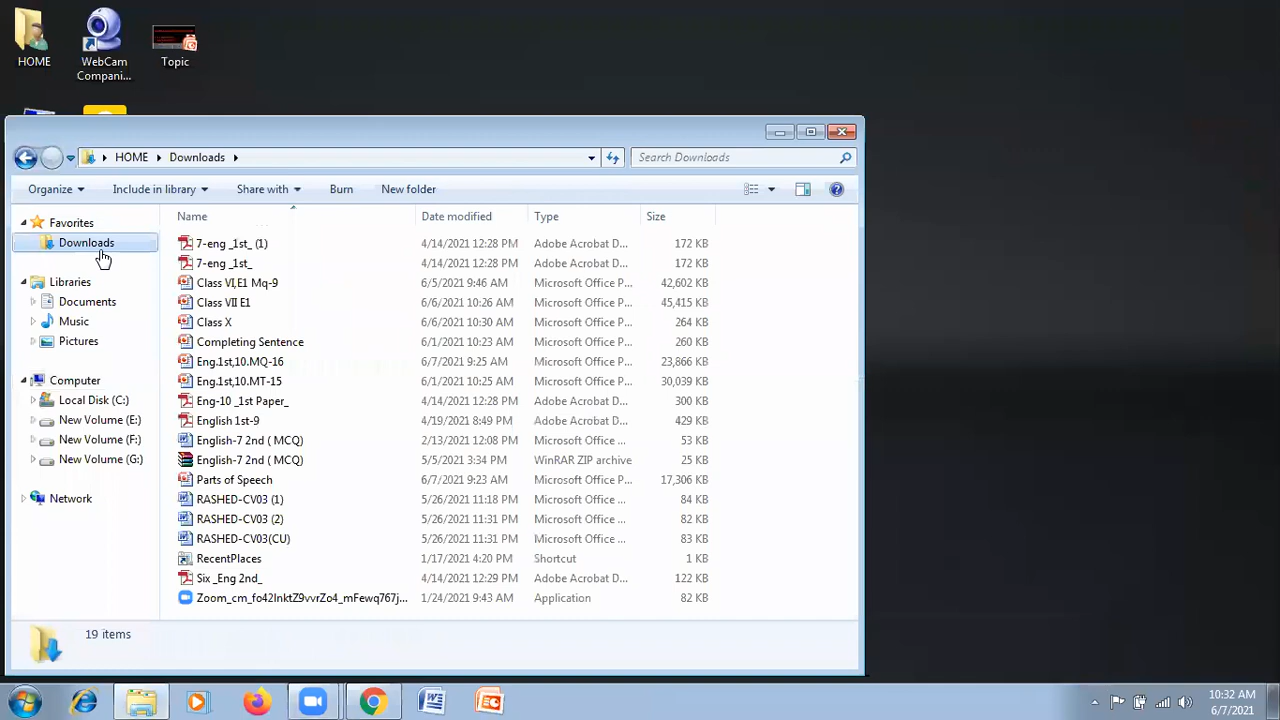 HOME
WebCam
Compani...
Topic
HOME
Downloads
Search Downloads
Organize
Include in library
Share with
Burn
New folder
Name
Date modified
Type
Size
Favorites
Downloads
Libraries
Documents
Music
Pictures
Computer
Local Disk (C:)
New Volume (E:)
New Volume (F:)
New Volume (G:)
Network
7-eng _1st_ (1) 4/14/2021 12:28 PM Adobe Acrobat D... 172 KB
7-eng _1st_ 4/14/2021 12:28 PM Adobe Acrobat D... 172 KB
Class VI,E1 Mq-9 6/5/2021 9:46 AM Microsoft Office P... 42,602 KB
Class VII E1 6/6/2021 10:26 AM Microsoft Office P... 45,415 KB
Class X 6/6/2021 10:30 AM Microsoft Office P... 264 KB
Completing Sentence 6/1/2021 10:23 AM Microsoft Office P... 260 KB
Eng.1st,10.MQ-16 6/7/2021 9:25 AM Microsoft Office P... 23,866 KB
Eng.1st,10.MT-15 6/1/2021 10:25 AM Microsoft Office P... 30,039 KB
Eng-10 _1st Paper_ 4/14/2021 12:28 PM Adobe Acrobat D... 300 KB
English 1st-9 4/19/2021 8:49 PM Adobe Acrobat D... 429 KB
English-7 2nd ( MCQ) 2/13/2021 12:08 PM Microsoft Office ... 53 KB
English-7 2nd ( MCQ) 5/5/2021 3:34 PM WinRAR ZIP archive 25 KB
Parts of Speech 6/7/2021 9:23 AM Microsoft Office P... 17,306 KB
RASHED-CV03 (1) 5/26/2021 11:18 PM Microsoft Office ... 84 KB
RASHED-CV03 (2) 5/26/2021 11:31 PM Microsoft Office ... 82 KB
RASHED-CV03(CU) 5/26/2021 11:31 PM Microsoft Office ... 83 KB
RecentPlaces 1/17/2021 4:20 PM Shortcut 1 KB
Six _Eng 2nd_ 4/14/2021 12:29 PM Adobe Acrobat D... 122 KB
Zoom_cm_fo42lnktZ9vvrZo4_mFewq767j... 1/24/2021 9:43 AM Application 82 KB
19 items
10:32 AM
6/7/2021